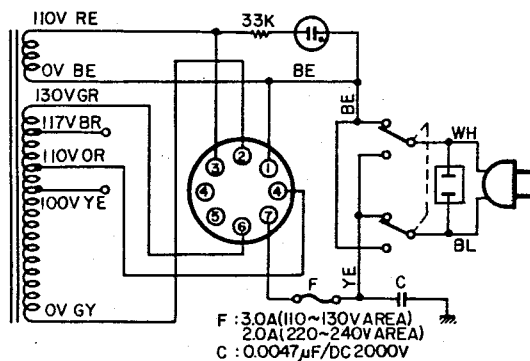 110V RE
33K
0V BE
BE
130V GR
117V BR
110V OR
100V YE
0V GY
3
2
1
4
4
5
6
7
BE
WH
BL
YE
F
C
F : 3.0A(110~130V AREA)
2.0A(220~240V AREA)
C : 0.0047μF/DC 2000V